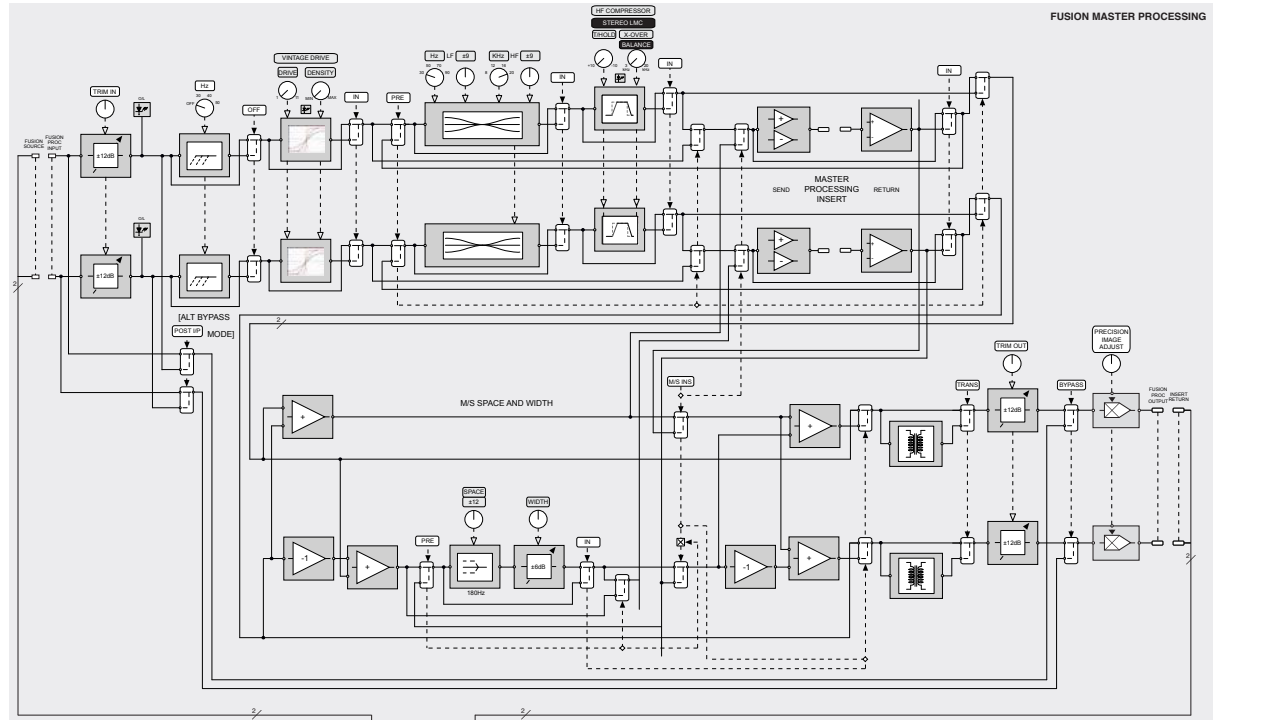 FUSION MASTER PROCESSING
HF COMPRESSOR
STEREO LMC
T/HOLD X-OVER
BALANCE
VINTAGE DRIVE
DRIVE DENSITY
Hz LF ±9 KHz HF ±9
IN
IN
IN
TRIM IN
O/L
Hz
OFF
IN
PRE
FUSION
SOURCE
FUSION
PROC
INPUT
±12dB
MASTER
PROCESSING
INSERT
SEND
RETURN
O/L
±12dB
2
[ALT BYPASS
MODE]
POST I/P
2
M/S INS
M/S SPACE AND WIDTH
TRIM OUT
PRECISION
IMAGE
ADJUST
TRANS
BYPASS
FUSION
PROC
OUTPUT
INSERT
RETURN
±12dB
SPACE
±12
WIDTH
PRE
IN
-1
±6dB
180Hz
-1
±12dB
2
2
2